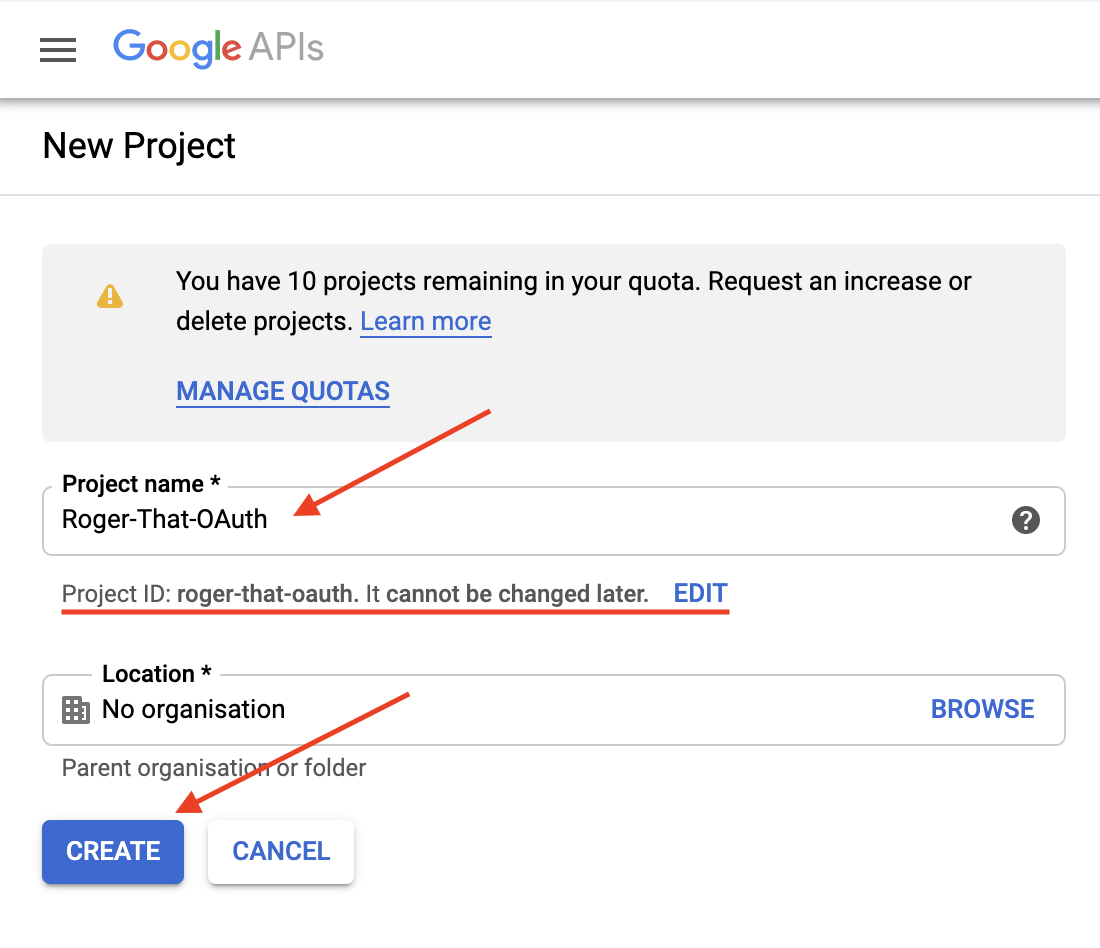 Google APIs
New Project
You have 10 projects remaining in your quota. Request an increase or
delete projects. Learn more
MANAGE QUOTAS
Project name *
Roger-That-OAuth
Project ID: roger-that-oauth. It cannot be changed later. EDIT
Location *
No organisation BROWSE
Parent organisation or folder
CREATE CANCEL